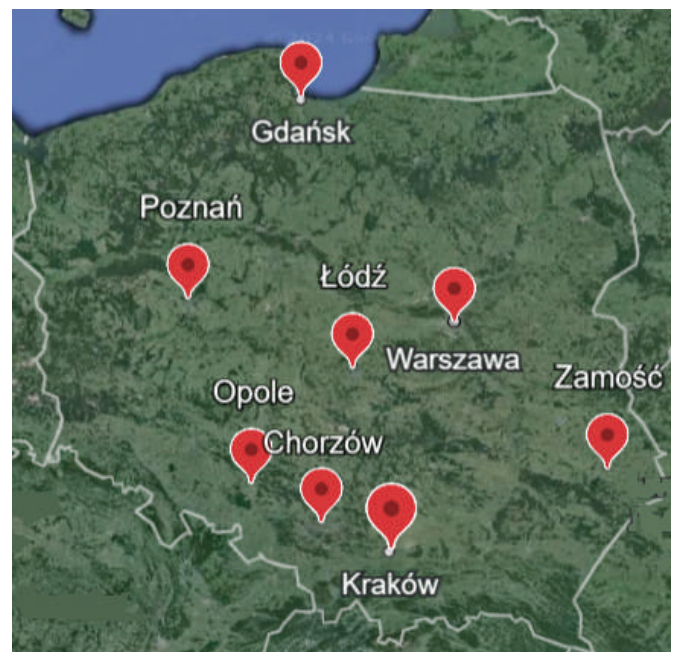 Gdańsk
Poznań
Łódź
Warszawa
Zamość
Opole
Chorzów
Kraków